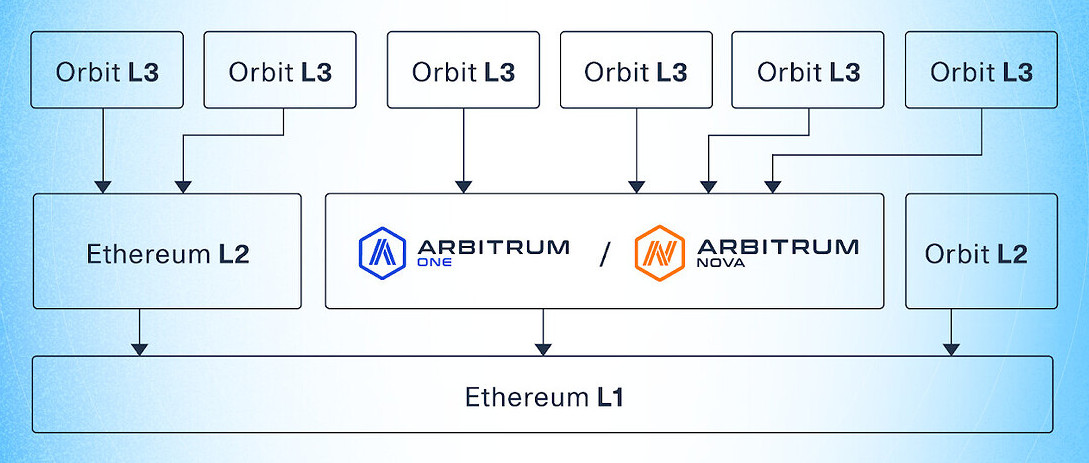 Orbit L3
Orbit L3
Orbit L3
Orbit L3
Orbit L3
Orbit L3
Ethereum L2
ARBITRUM
ONE
/
ARBITRUM
NOVA
Orbit L2
Ethereum L1